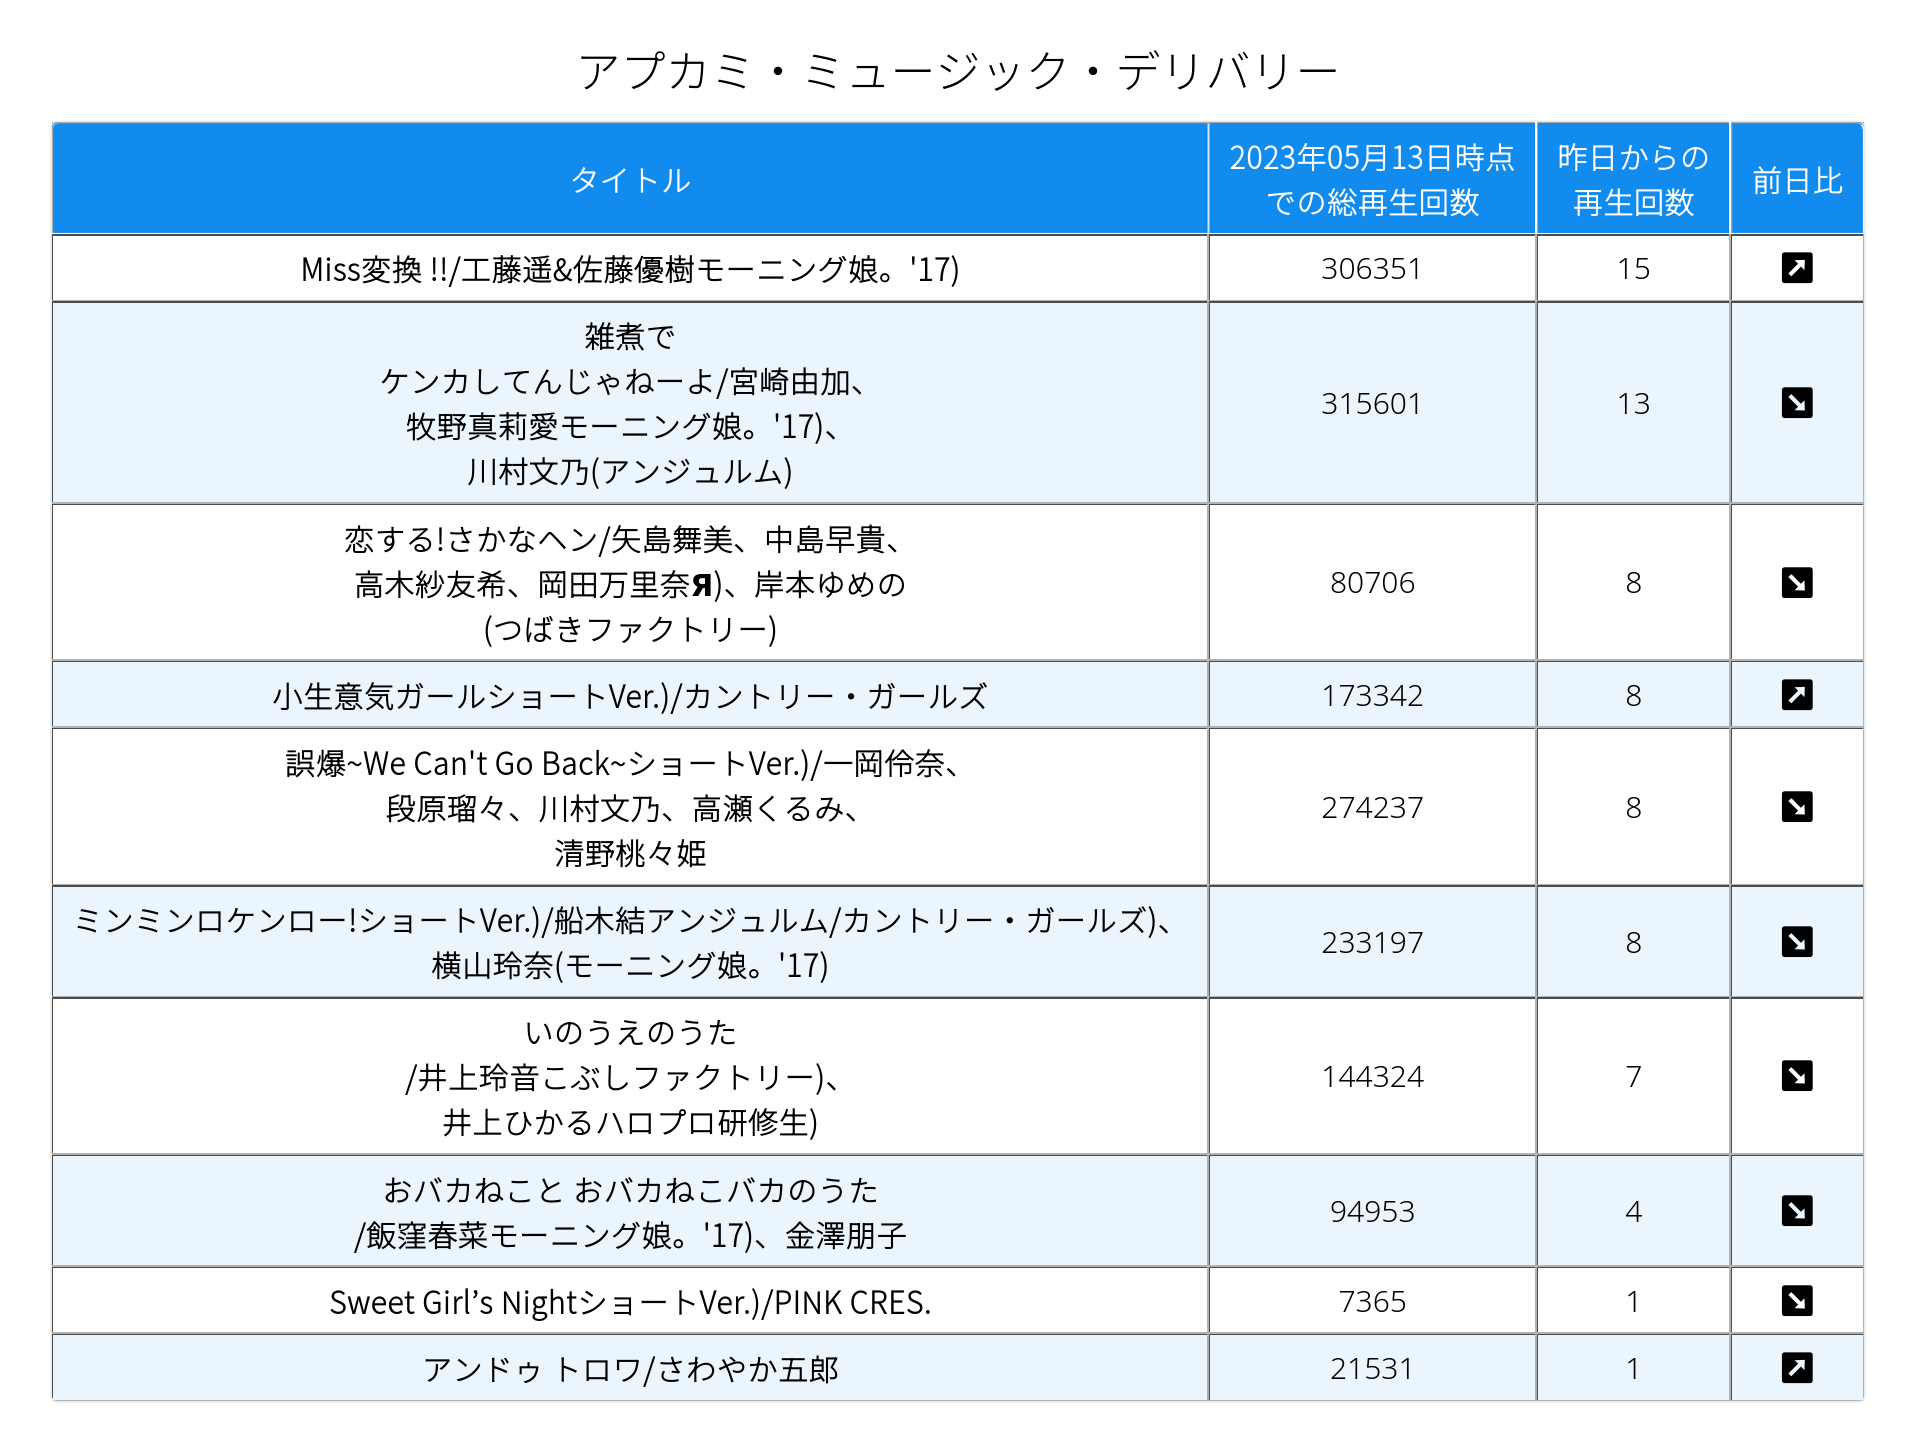 アプカミ・ミュージック・デリバリー
タイトル
2023年05月13日時点
での総再生回数
昨日からの
再生回数
前日比
Miss変換 !!/工藤遥&佐藤優樹モーニング娘。'17)
306351
15
雑煮で
ケンカしてんじゃねーよ/宮崎由加、
牧野真莉愛モーニング娘。'17)、
川村文乃(アンジュルム)
315601
13
恋する!さかなヘン/矢島舞美、中島早貴、
高木紗友希、岡田万里奈Я)、岸本ゆめの
(つばきファクトリー)
80706
8
小生意気ガールショートVer.)/カントリー・ガールズ
173342
8
誤爆~We Can't Go Back~ショートVer.)/一岡伶奈、
段原瑠々、川村文乃、高瀬くるみ、
清野桃々姫
274237
8
ミンミンロケンロー!ショートVer.)/船木結アンジュルム/カントリー・ガールズ)、
横山玲奈(モーニング娘。'17)
233197
8
いのうえのうた
/井上玲音こぶしファクトリー)、
井上ひかるハロプロ研修生)
144324
7
おバカねこと おバカねこバカのうた
/飯窪春菜モーニング娘。'17)、金澤朋子
94953
4
Sweet Girl’s NightショートVer.)/PINK CRES.
7365
1
アンドゥ トロワ/さわやか五郎
21531
1